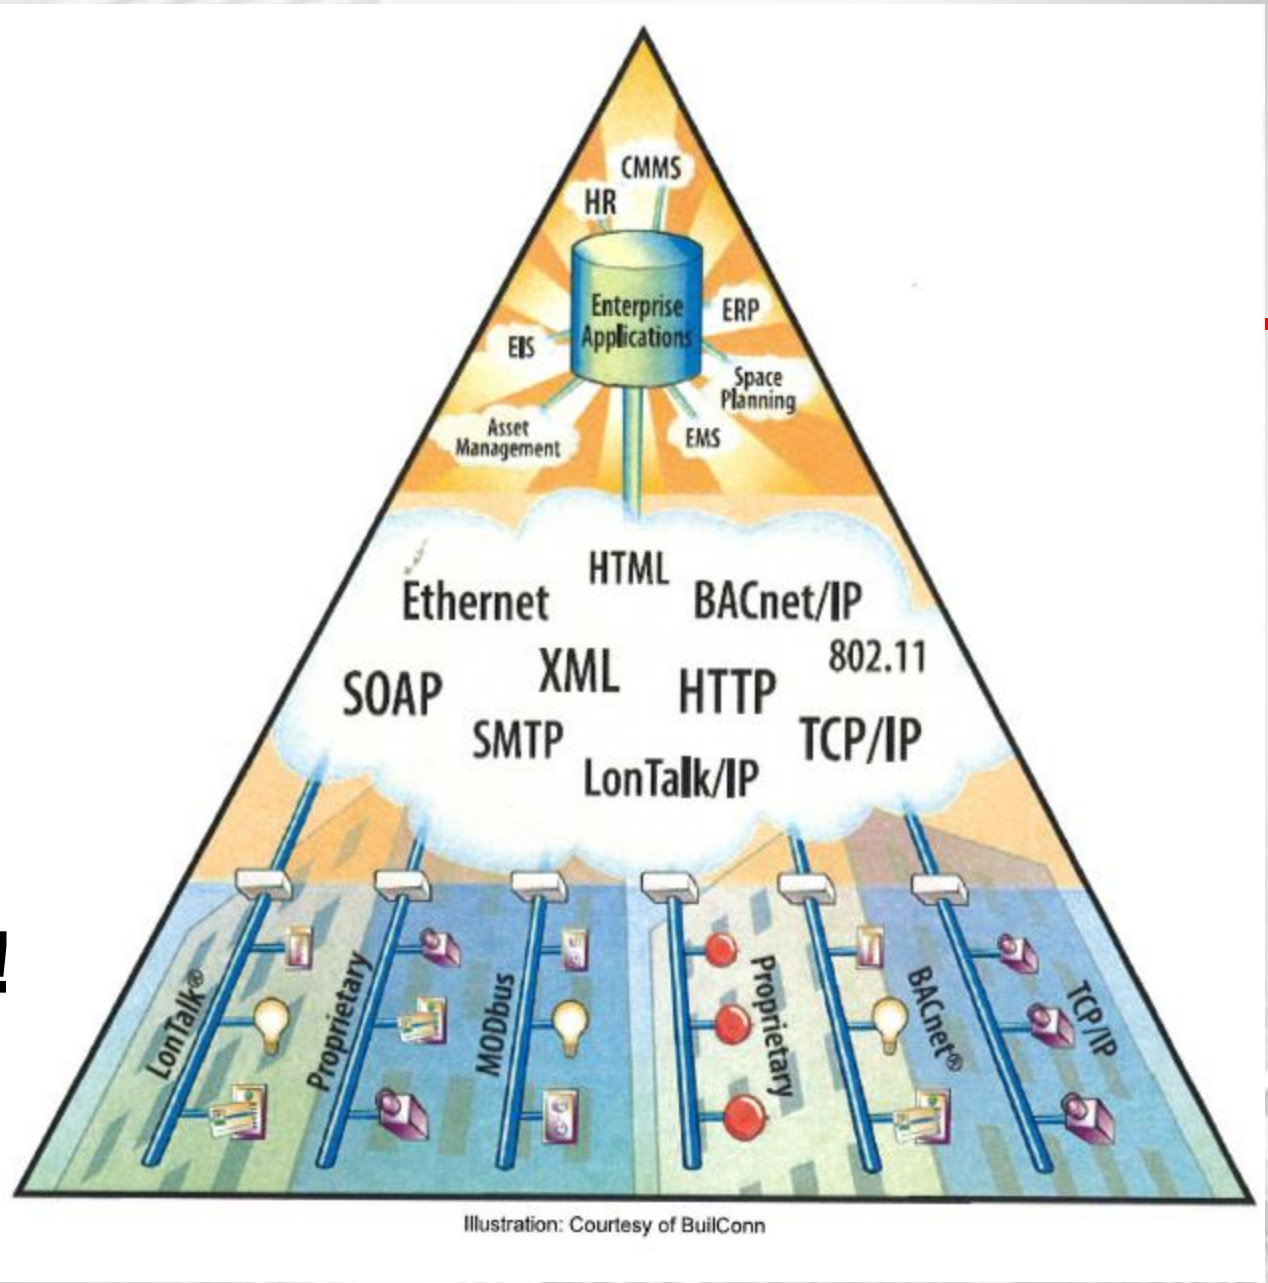 CMMS
HR
Enterprise
Applications
ERP
EIS
Space
Planning
Asset
Management
EMS
HTML
Ethernet
BACnet/IP
802.11
XML
SOAP
HTTP
SMTP
TCP/IP
LonTalk/IP
!
LonTalk®
Proprietary
MODbus
Proprietary
BACnet®
TCP/IP
Illustration: Courtesy of BuilConn